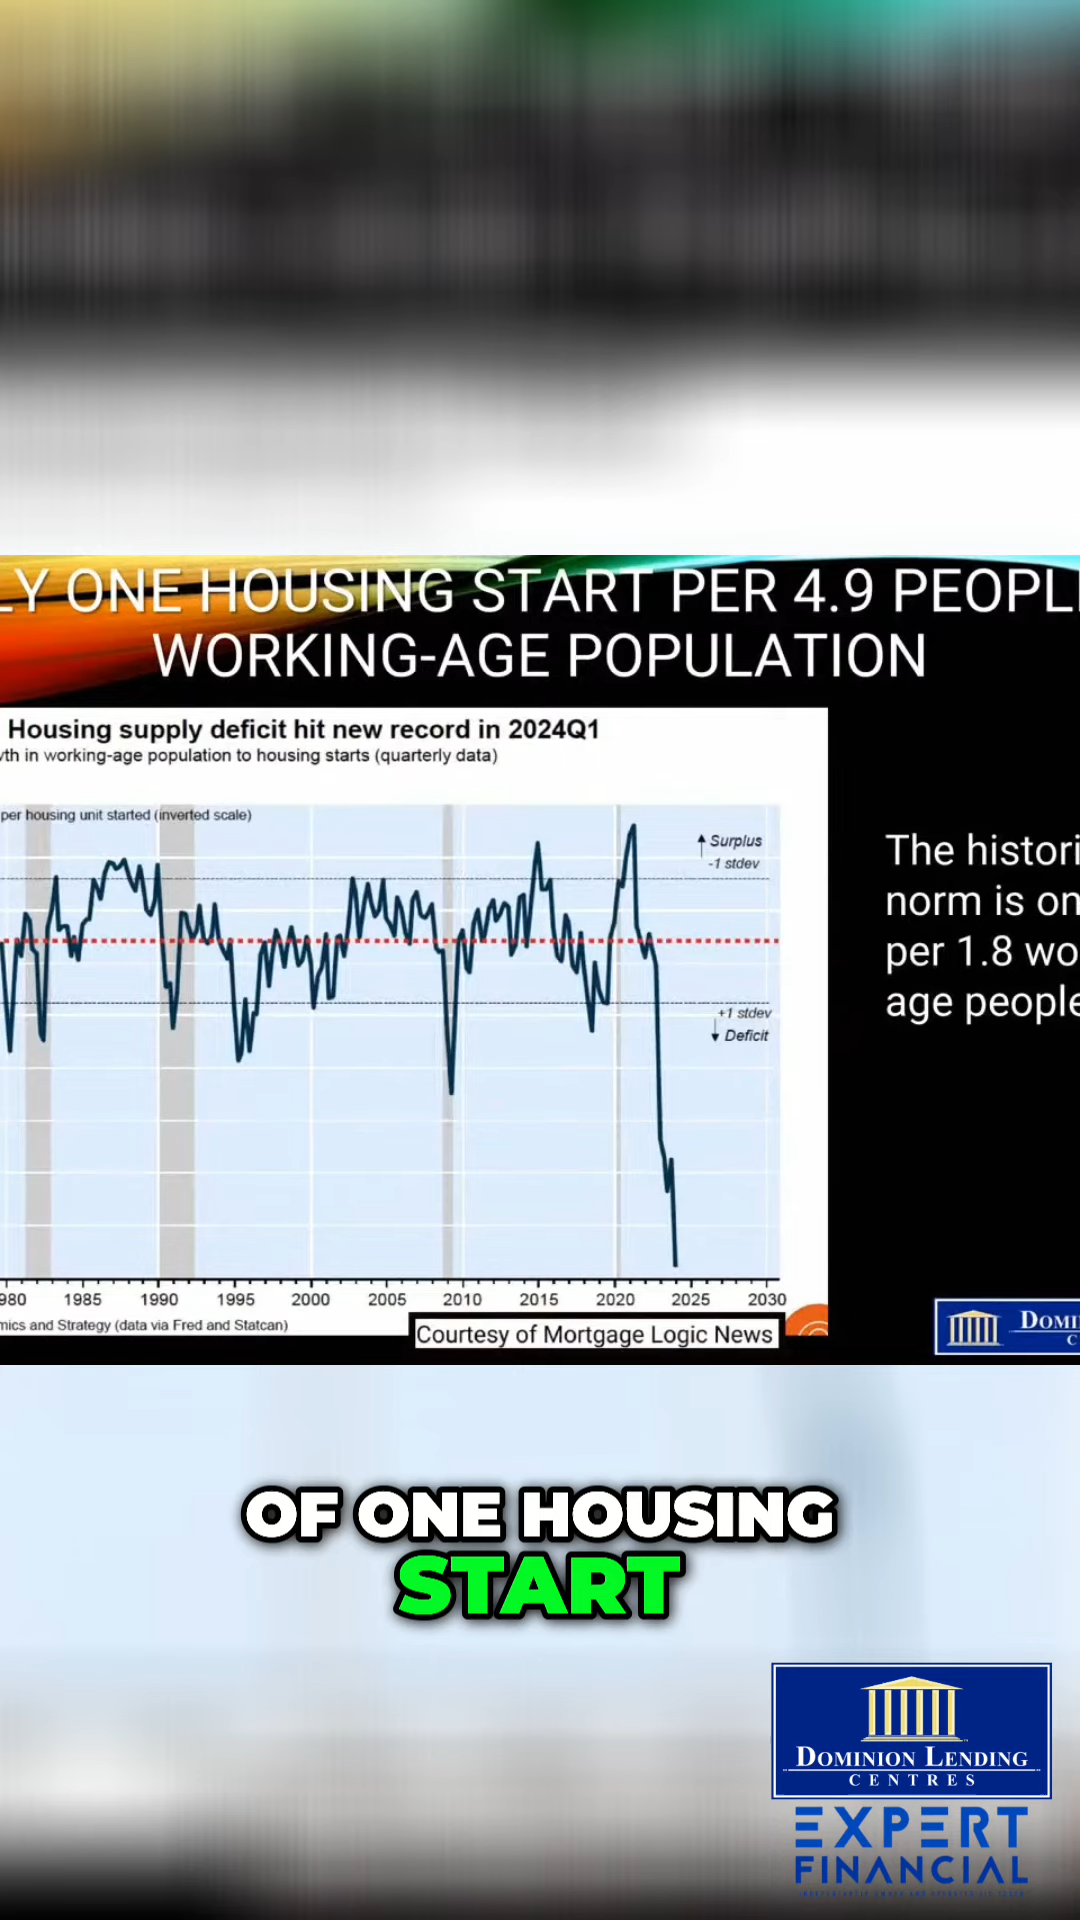 LY ONE HOUSING START PER 4.9 PEOPL
WORKING-AGE POPULATION
Housing supply deficit hit new record in 2024Q1
wth in working-age population to housing starts (quarterly data)
per housing unit started (inverted scale)
Surplus
-1 stdev
+1 stdev
Deficit
The histori
norm is on
per 1.8 wo
age people
980 1985 1990 1995 2000 2005 2010 2015 2020 2025 2030
mics and Strategy (data via Fred and Statcan)
Courtesy of Mortgage Logic News
DOMI
C
OF ONE HOUSING
START
DOMINION LENDING
CENTRES
EXPERT
FINANCIAL